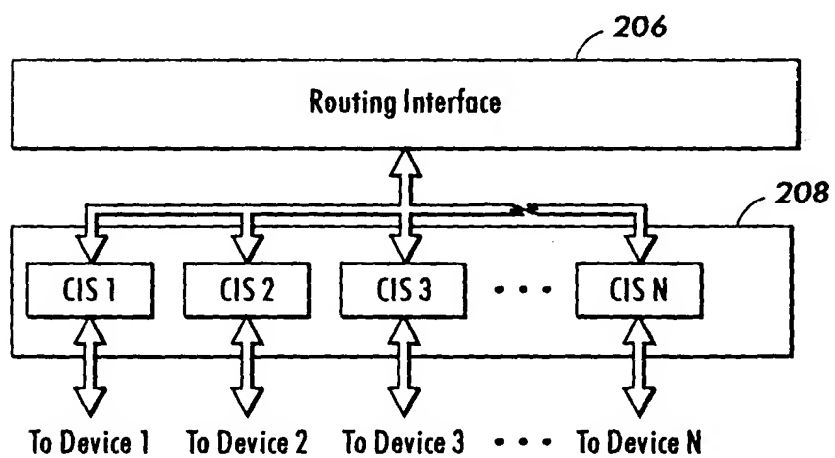 206
Routing Interface
208
CIS 1 CIS 2 CIS 3 • • • CIS N
To Device 1 To Device 2 To Device 3 • • • To Device N